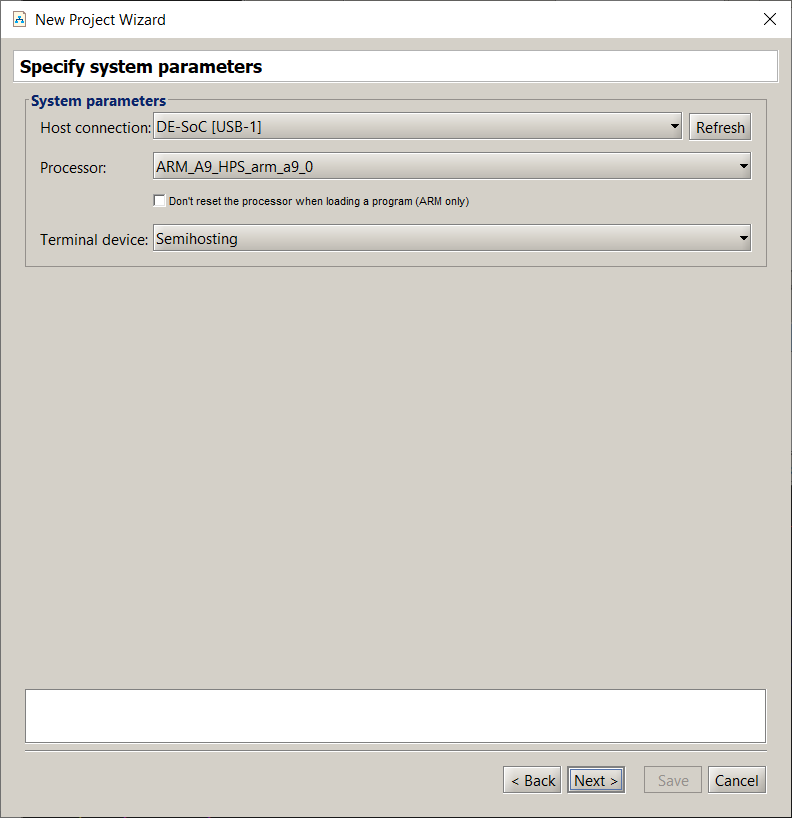 New Project Wizard
Specify system parameters
System parameters
Host connection: DE-SoC [USB-1] Refresh
Processor: ARM_A9_HPS_arm_a9_0
Don't reset the processor when loading a program (ARM only)
Terminal device: Semihosting
< Back Next > Save Cancel